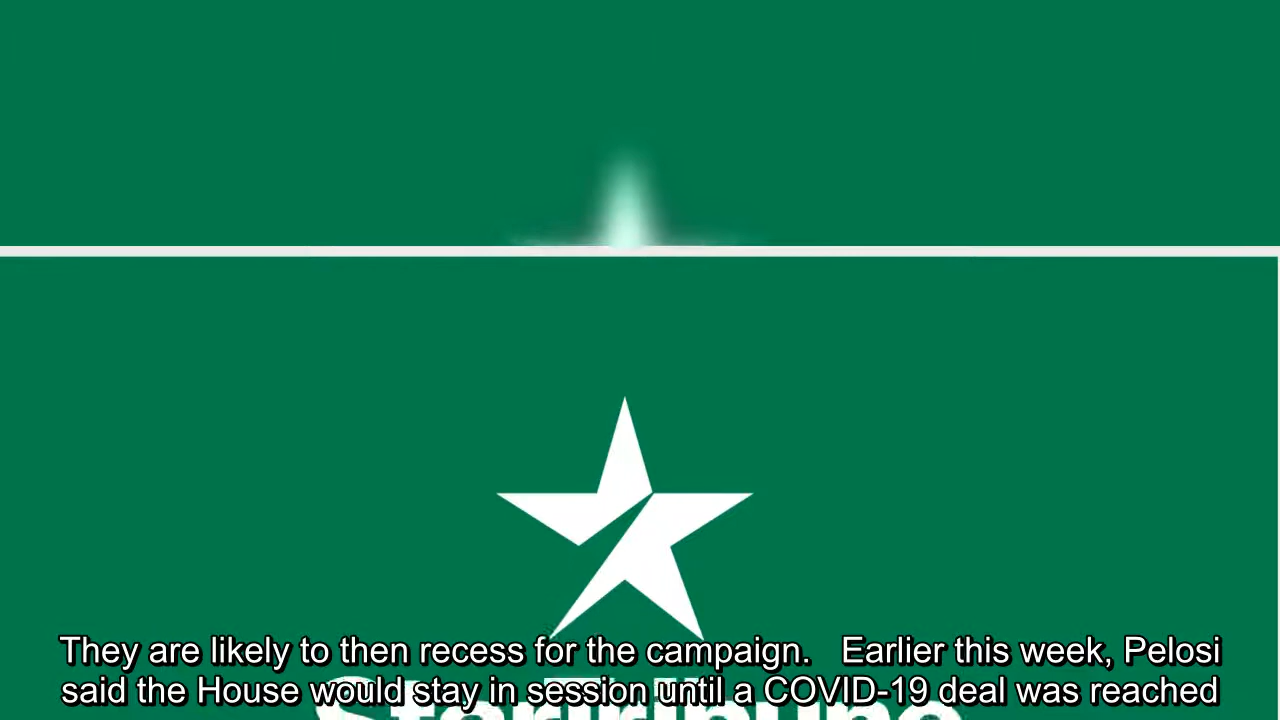 They are likely to then recess for the campaign.   Earlier this week, Pelosi
said the House would stay in session until a COVID-19 deal was reached
StarTribune